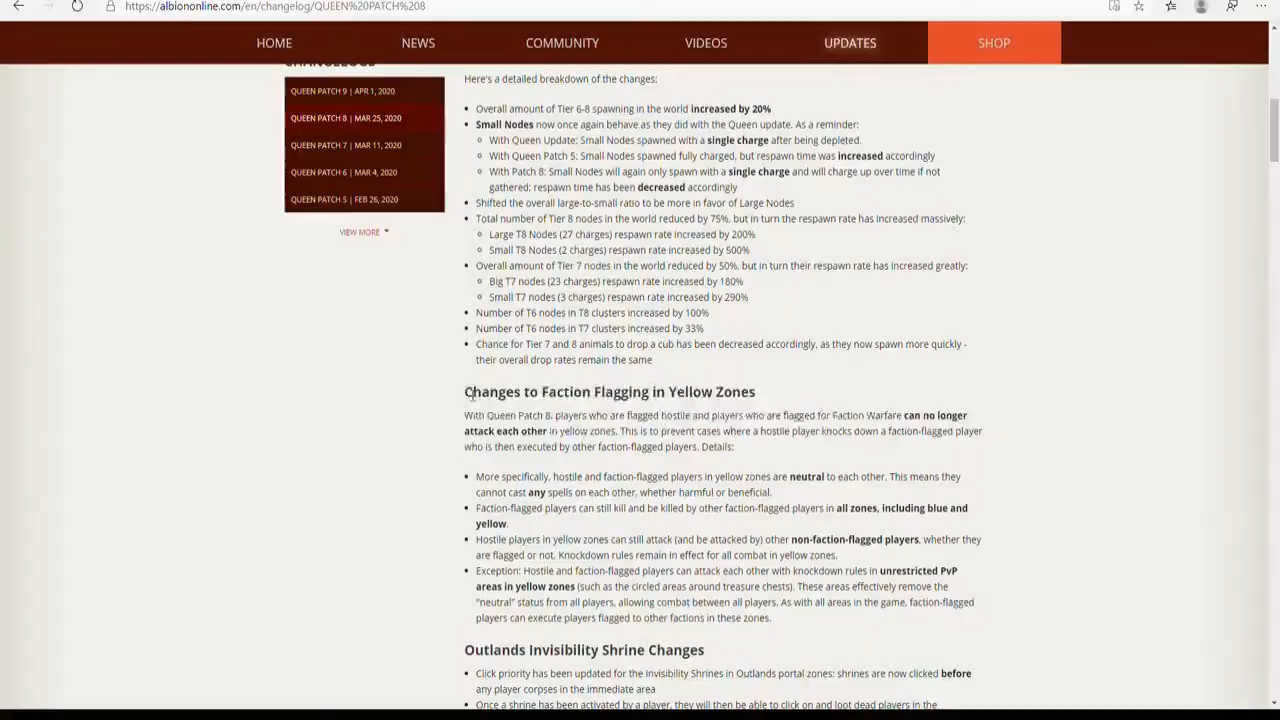 https://albiononline.com/en/changelog/QUEEN%20PATCH%208
HOME NEWS COMMUNITY VIDEOS UPDATES SHOP
CHANGELOGS
QUEEN PATCH 9 | APR 1, 2020
QUEEN PATCH 8 | MAR 25, 2020
QUEEN PATCH 7 | MAR 11, 2020
QUEEN PATCH 6 | MAR 4, 2020
QUEEN PATCH 5 | FEB 26, 2020
VIEW MORE
Here's a detailed breakdown of the changes:
Overall amount of Tier 6-8 spawning in the world increased by 20%
Small Nodes now once again behave as they did with the Queen update. As a reminder:
With Queen Update: Small Nodes spawned with a single charge after being depleted.
With Queen Patch 5: Small Nodes spawned fully charged, but respawn time was increased accordingly
With Patch 8: Small Nodes will again only spawn with a single charge and will charge up over time if not
gathered; respawn time has been decreased accordingly
Shifted the overall large-to-small ratio to be more in favor of Large Nodes
Total number of Tier 8 nodes in the world reduced by 75%, but in turn the respawn rate has increased massively:
Large T8 Nodes (27 charges) respawn rate increased by 200%
Small T8 Nodes (2 charges) respawn rate increased by 500%
Overall amount of Tier 7 nodes in the world reduced by 50%, but in turn their respawn rate has increased greatly:
Big T7 nodes (23 charges) respawn rate increased by 180%
Small T7 nodes (3 charges) respawn rate increased by 290%
Number of T6 nodes in T8 clusters increased by 100%
Number of T6 nodes in T7 clusters increased by 33%
Chance for Tier 7 and 8 animals to drop a cub has been decreased accordingly, as they now spawn more quickly -
their overall drop rates remain the same
Changes to Faction Flagging in Yellow Zones
With Queen Patch 8, players who are flagged hostile and players who are flagged for Faction Warfare can no longer
attack each other in yellow zones. This is to prevent cases where a hostile player knocks down a faction-flagged player
who is then executed by other faction-flagged players. Details:
More specifically, hostile and faction-flagged players in yellow zones are neutral to each other. This means they
cannot cast any spells on each other, whether harmful or beneficial.
Faction-flagged players can still kill and be killed by other faction-flagged players in all zones, including blue and
yellow.
Hostile players in yellow zones can still attack (and be attacked by) other non-faction-flagged players, whether they
are flagged or not. Knockdown rules remain in effect for all combat in yellow zones.
Exception: Hostile and faction-flagged players can attack each other with knockdown rules in unrestricted PvP
areas in yellow zones (such as the circled areas around treasure chests). These areas effectively remove the
"neutral" status from all players, allowing combat between all players. As with all areas in the game, faction-flagged
players can execute players flagged to other factions in these zones.
Outlands Invisibility Shrine Changes
Click priority has been updated for the Invisibility Shrines in Outlands portal zones: shrines are now clicked before
any player corpses in the immediate area
Once a shrine has been activated by a player, they will then be able to click on and loot dead players in the